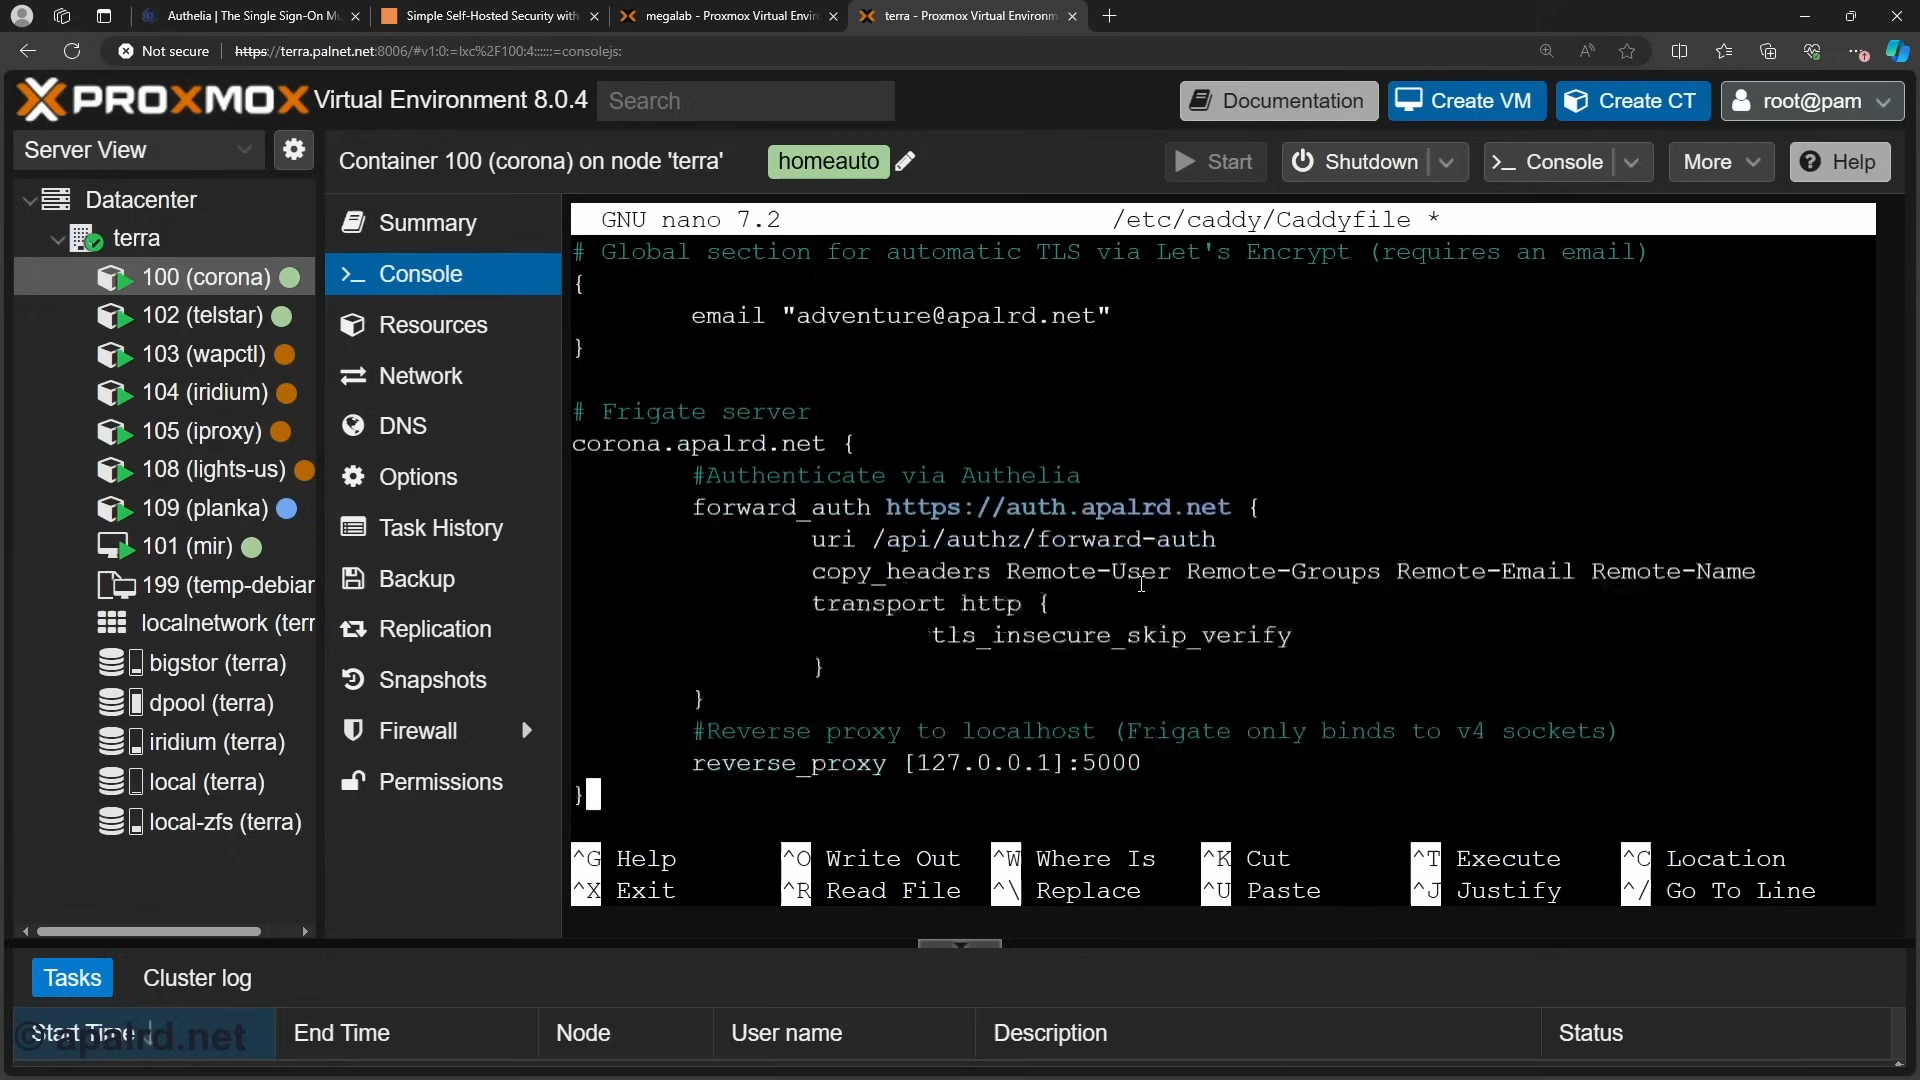 Authelia | The Single Sign-On Mu
Simple Self-Hosted Security with
megalab - Proxmox Virtual Enviro
terra - Proxmox Virtual Environm
Not secure
https://terra.palnet.net:8006/#v1:0:=lxc%2F100:4::::::=consolejs:
PROXMOX Virtual Environment 8.0.4
Search
Documentation
Create VM
Create CT
root@pam
Server View
Container 100 (corona) on node 'terra'
homeauto
Start
Shutdown
Console
More
Help
Datacenter
terra
100 (corona)
102 (telstar)
103 (wapctl)
104 (iridium)
105 (iproxy)
108 (lights-us)
109 (planka)
101 (mir)
199 (temp-debian
localnetwork (terr
bigstor (terra)
dpool (terra)
iridium (terra)
local (terra)
local-zfs (terra)
Summary
Console
Resources
Network
DNS
Options
Task History
Backup
Replication
Snapshots
Firewall
Permissions
GNU nano 7.2 /etc/caddy/Caddyfile *
# Global section for automatic TLS via Let's Encrypt (requires an email)
{
email "adventure@apalrd.net"
}
# Frigate server
corona.apalrd.net {
#Authenticate via Authelia
forward_auth https://auth.apalrd.net {
uri /api/authz/forward-auth
copy_headers Remote-User Remote-Groups Remote-Email Remote-Name
transport http {
tls_insecure_skip_verify
}
}
#Reverse proxy to localhost (Frigate only binds to v4 sockets)
reverse_proxy [127.0.0.1]:5000
}
^G Help ^O Write Out ^W Where Is ^K Cut ^T Execute ^C Location
^X Exit ^R Read File ^\ Replace ^U Paste ^J Justify ^/ Go To Line
Tasks
Cluster log
Start Time
End Time
Node
User name
Description
Status
© apalrd.net